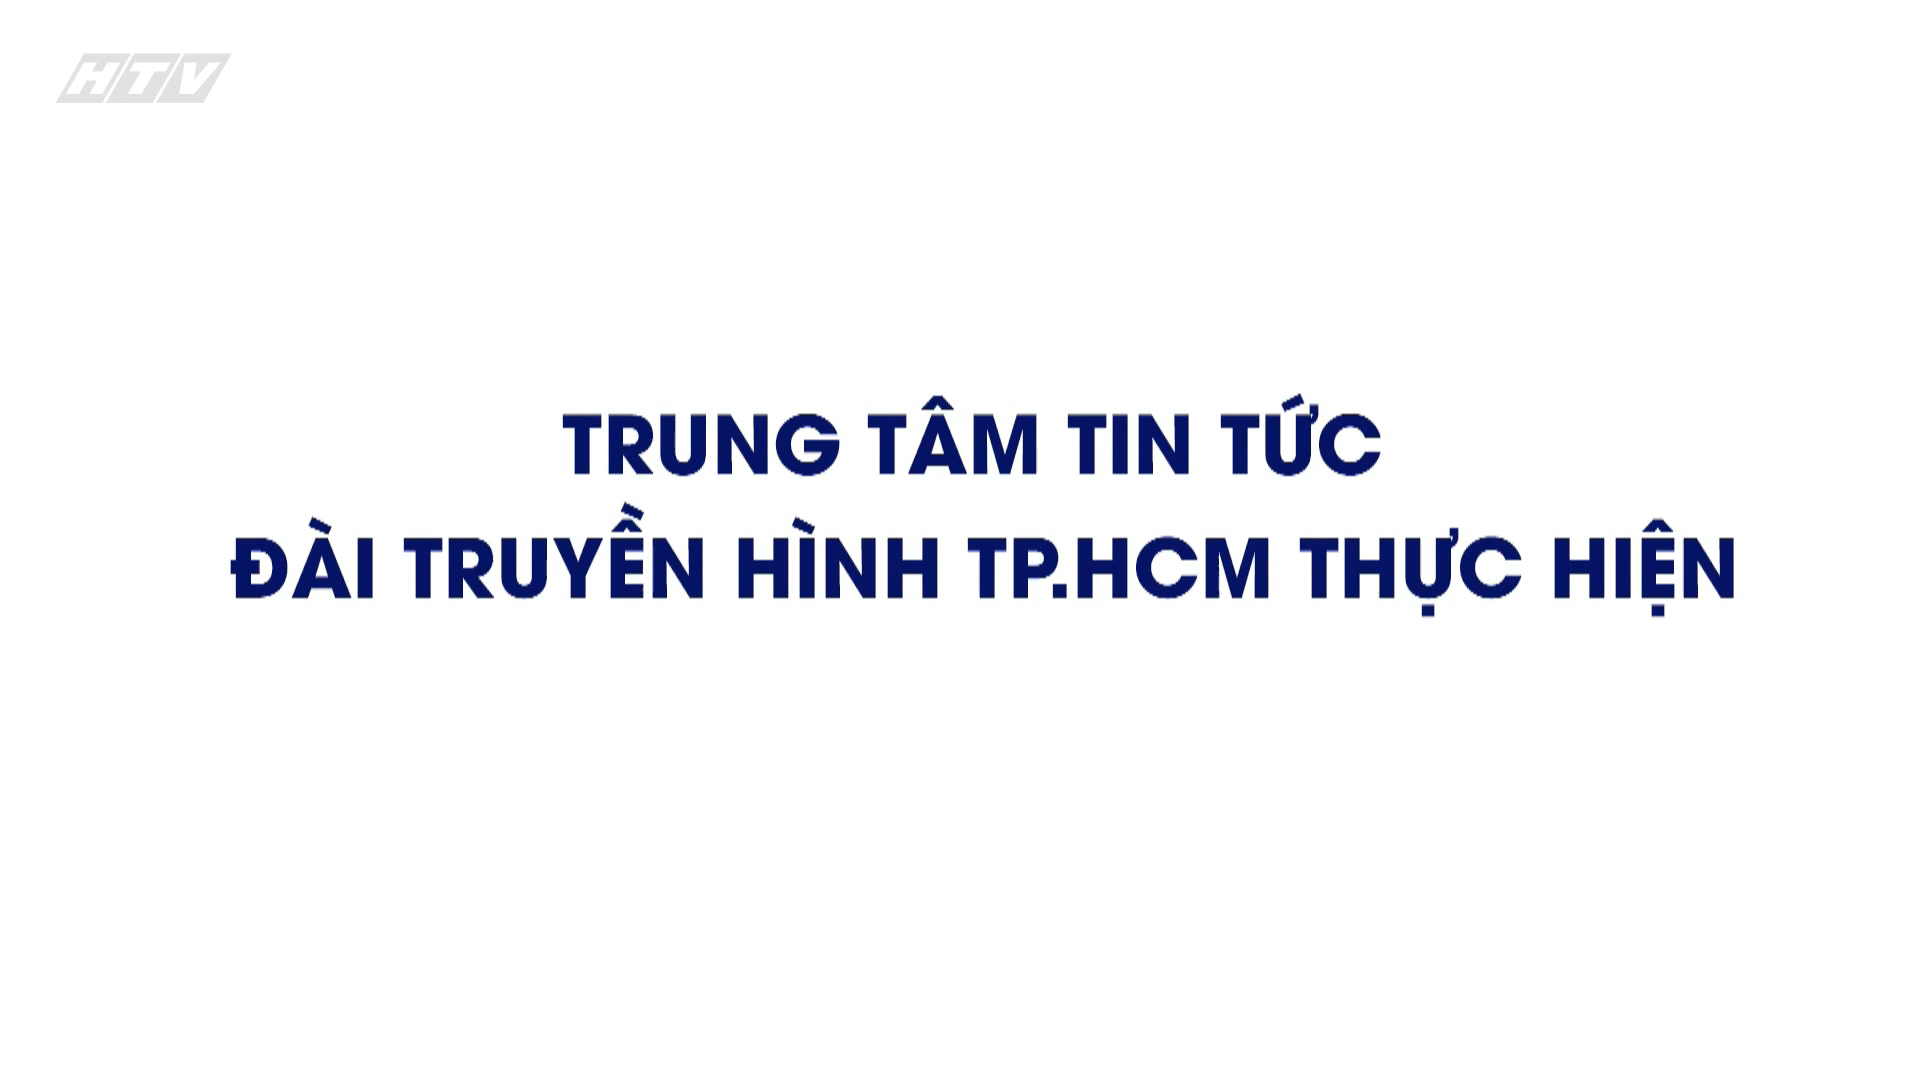 HTV
TRUNG TÂM TIN TỨC
ĐÀI TRUYỀN HÌNH TP.HCM THỰC HIỆN